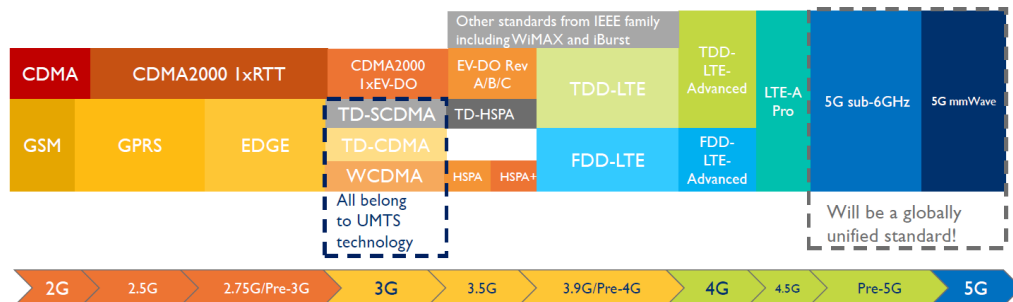 Other standards from IEEE family
including WiMAX and iBurst
CDMA
CDMA2000 1xRTT
CDMA2000
1xEV-DO
EV-DO Rev
A/B/C
TDD-LTE
TDD-
LTE-
Advanced
LTE-A
Pro
5G sub-6GHz
5G mmWave
GSM
GPRS
EDGE
TD-SCDMA
TD-HSPA
TD-CDMA
WCDMA
HSPA
HSPA+
FDD-LTE
FDD-
LTE-
Advanced
All belong
to UMTS
technology
Will be a globally
unified standard!
2G
2.5G
2.75G/Pre-3G
3G
3.5G
3.9G/Pre-4G
4G
4.5G
Pre-5G
5G